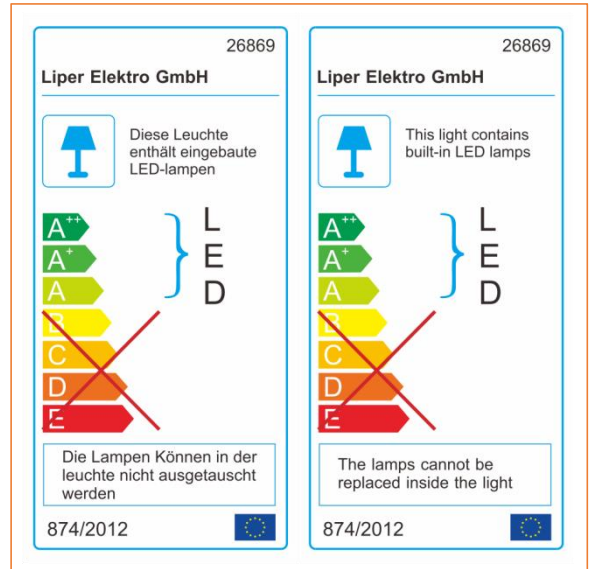 26869
Liper Elektro GmbH
Diese Leuchte
enthält eingebaute
LED-lampen
A++
A+
A
B
C
D
E
L
E
D
Die Lampen Können in der
leuchte nicht ausgetauscht
werden
874/2012
26869
Liper Elektro GmbH
This light contains
built-in LED lamps
A++
A+
A
B
C
D
E
L
E
D
The lamps cannot be
replaced inside the light
874/2012